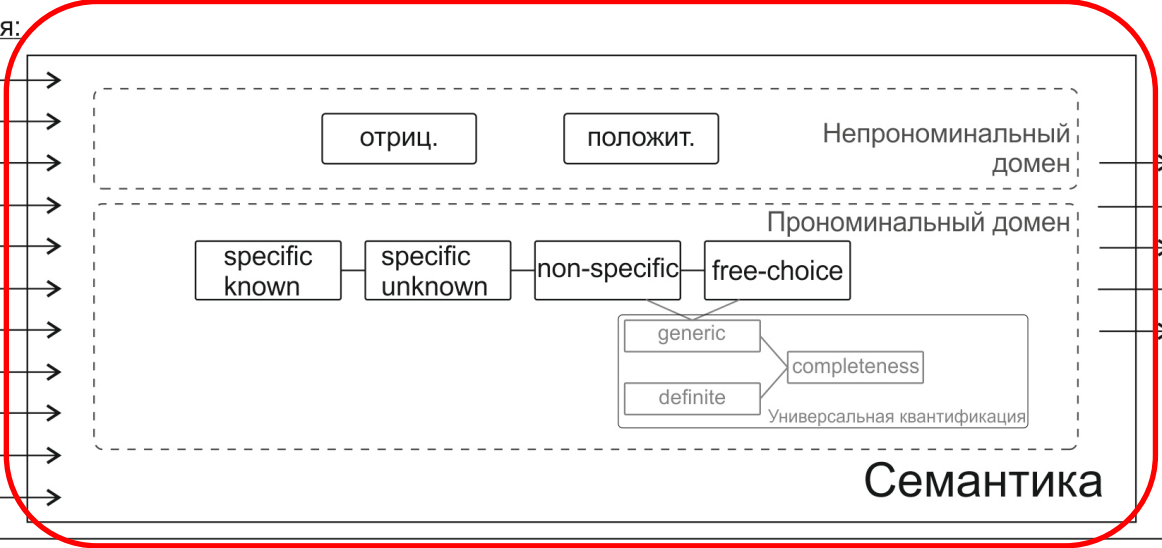 я:
отриц.
положит.
Непрономинальный
домен
Прономинальный домен
specific
known
specific
unknown
non-specific
free-choice
generic
completeness
definite
Универсальная квантификация
Семантика